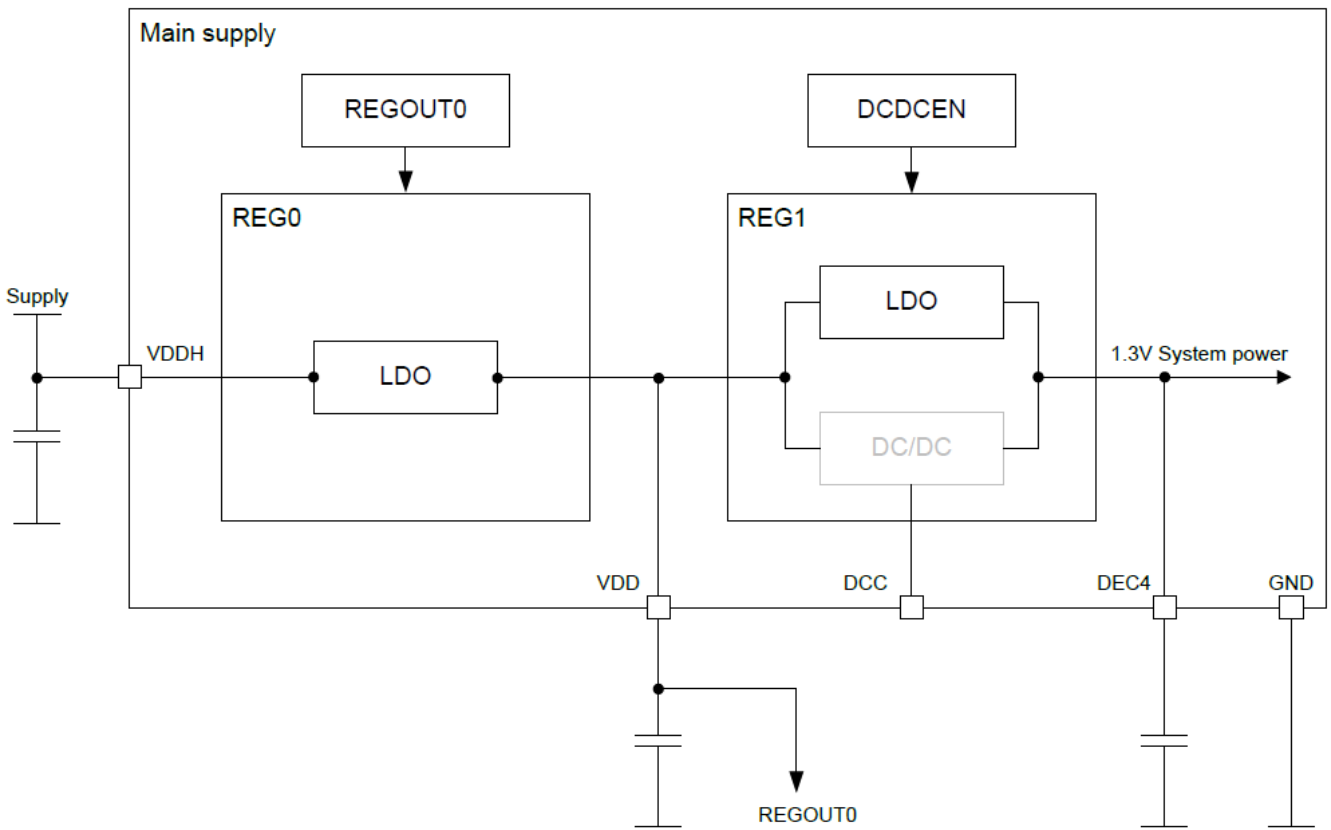 Main supply
REGOUT0
DCDCEN
REG0
REG1
Supply
LDO
VDDH
LDO
1.3V System power
DC/DC
VDD
DCC
DEC4
GND
REGOUT0